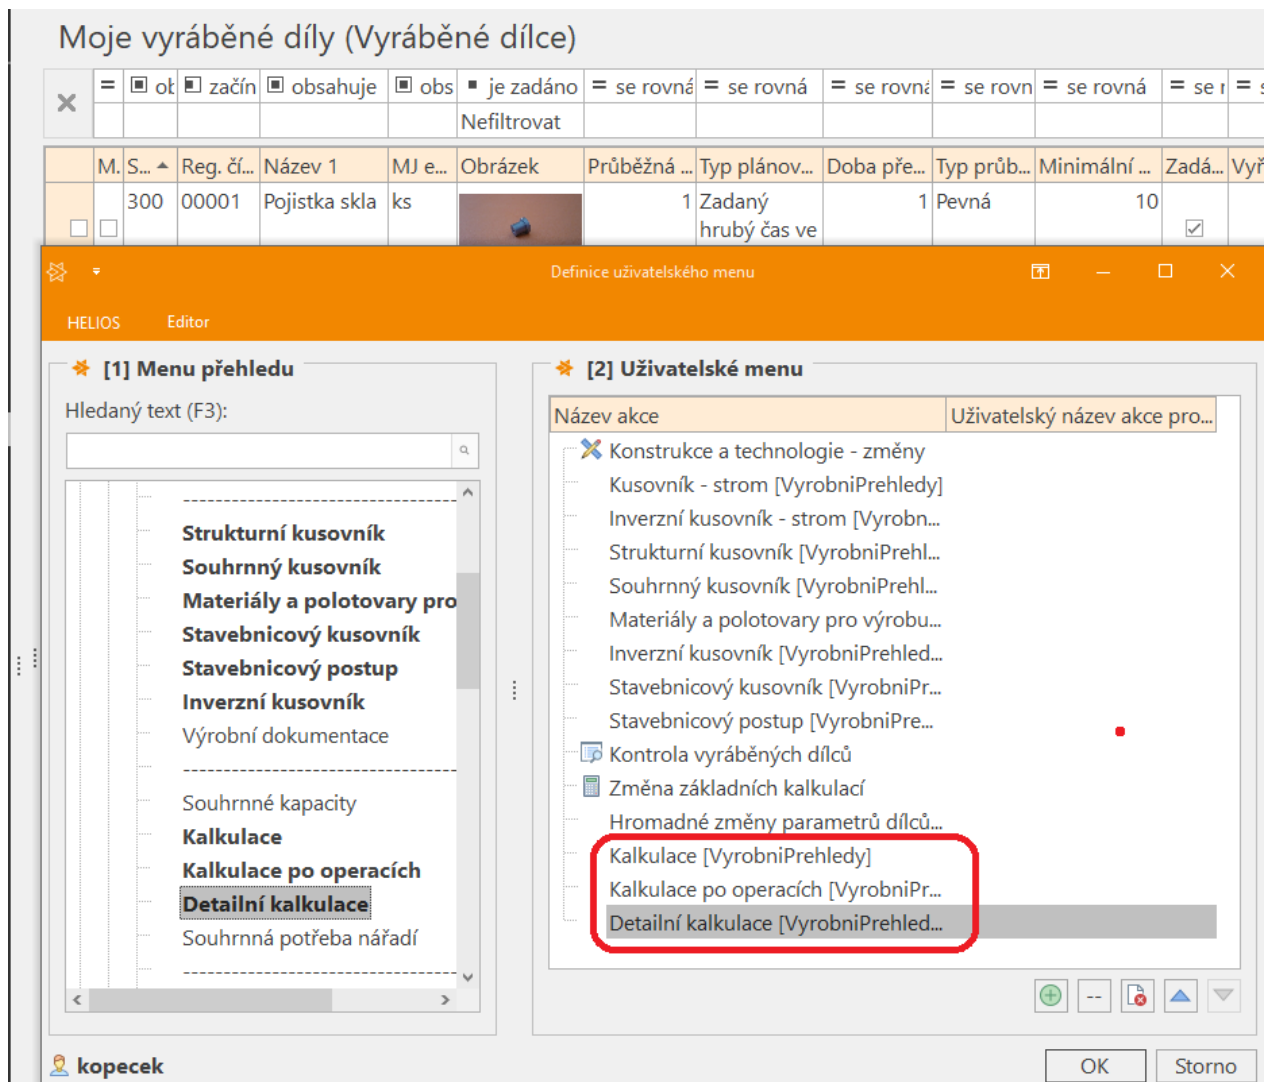 Moje vyráběné díly (Vyráběné dílce)
= ob začín obsahuje obs je zadáno = se rovná = se rovná = se rovná = se rovn = se rovná = se r =
Nefiltrovat
M. S... Reg. čí... Název 1 MJ e... Obrázek Průběžná ... Typ plánov... Doba pře... Typ průb... Minimální ... Zadá... Vyř
300 00001 Pojistka skla ks 1 Zadaný 1 Pevná 10
hrubý čas ve
Definice uživatelského menu
HELIOS Editor
[1] Menu přehledu
Hledaný text (F3):
---------------------------------
Strukturní kusovník
Souhrnný kusovník
Materiály a polotovary pro
Stavebnicový kusovník
Stavebnicový postup
Inverzní kusovník
Výrobní dokumentace
---------------------------------
Souhrnné kapacity
Kalkulace
Kalkulace po operacích
Detailní kalkulace
Souhrnná potřeba nářadí
---------------------------------
[2] Uživatelské menu
Název akce Uživatelský název akce pro...
Konstrukce a technologie - změny
Kusovník - strom [VyrobniPrehledy]
Inverzní kusovník - strom [Vyrobn...
Strukturní kusovník [VyrobniPrehl...
Souhrnný kusovník [VyrobniPrehl...
Materiály a polotovary pro výrobu...
Inverzní kusovník [VyrobniPrehled...
Stavebnicový kusovník [VyrobniPr...
Stavebnicový postup [VyrobniPre...
Kontrola vyráběných dílců
Změna základních kalkulací
Hromadné změny parametrů dílců...
Kalkulace [VyrobniPrehledy]
Kalkulace po operacích [VyrobniPr...
Detailní kalkulace [VyrobniPrehled...
--
kopecek
OK Storno